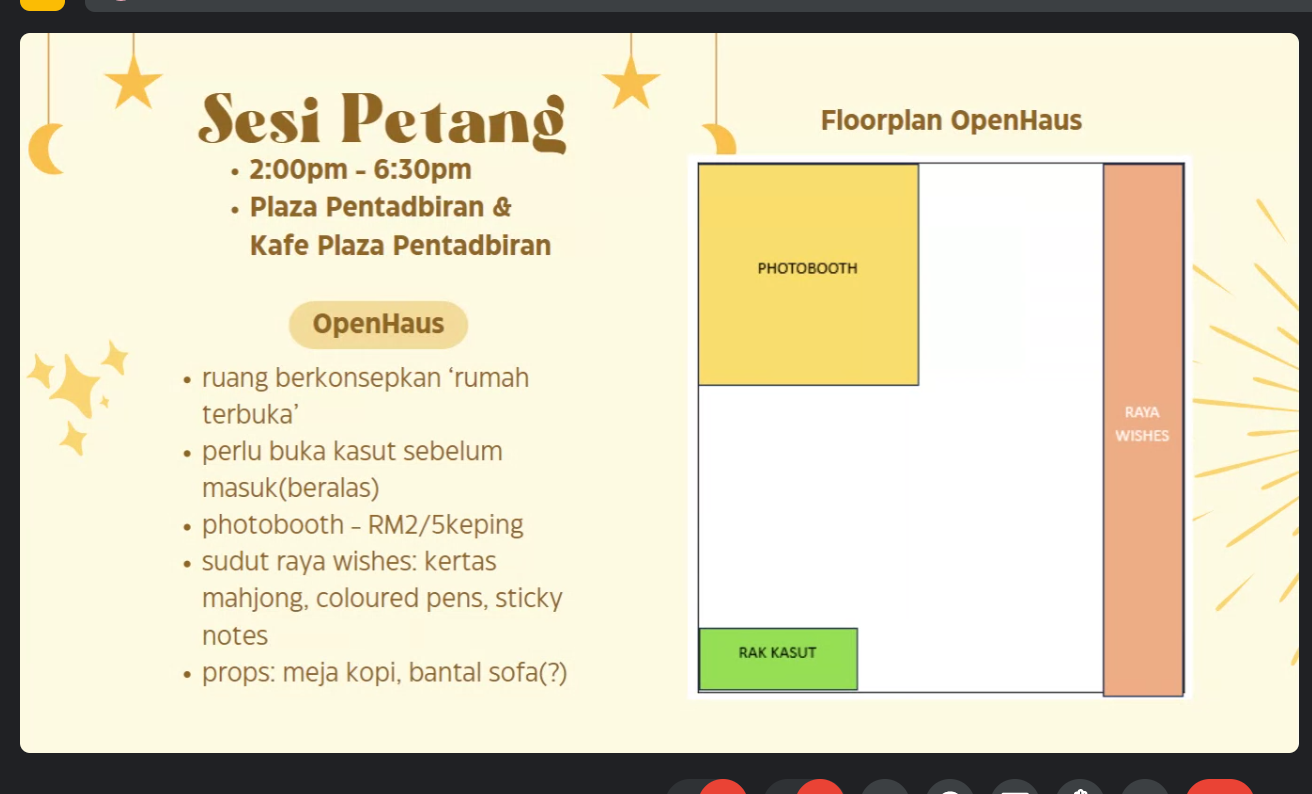 Sesi Petang
• 2:00pm - 6:30pm
• Plaza Pentadbiran &
Kafe Plaza Pentadbiran
OpenHaus
• ruang berkonsepkan ‘rumah
terbuka’
• perlu buka kasut sebelum
masuk(beralas)
• photobooth - RM2/5keping
• sudut raya wishes: kertas
mahjong, coloured pens, sticky
notes
• props: meja kopi, bantal sofa(?)
Floorplan OpenHaus
PHOTOBOOTH
RAYA
WISHES
RAK KASUT